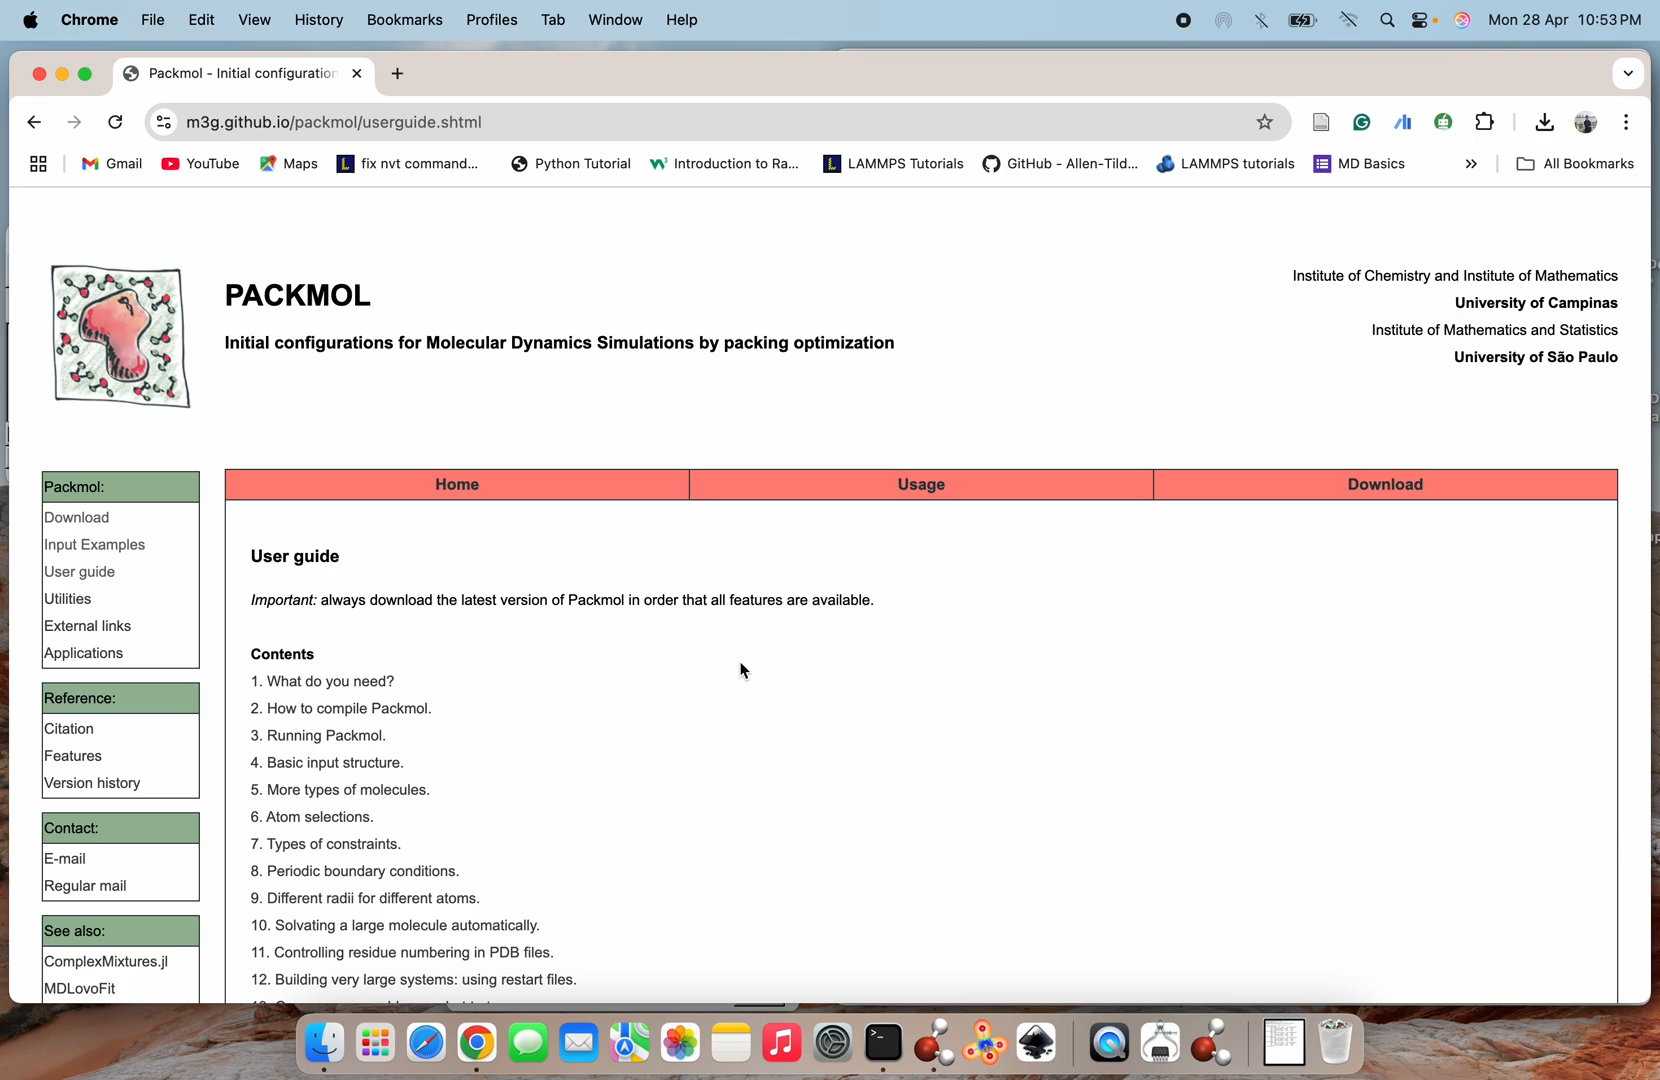 Chrome File Edit View History Bookmarks Profiles Tab Window Help Mon 28 Apr 10:53 PM
Packmol - Initial configuration
m3g.github.io/packmol/userguide.shtml
Gmail YouTube Maps fix nvt command... Python Tutorial Introduction to Ra... LAMMPS Tutorials GitHub - Allen-Tild... LAMMPS tutorials MD Basics » All Bookmarks
PACKMOL
Initial configurations for Molecular Dynamics Simulations by packing optimization
Institute of Chemistry and Institute of Mathematics
University of Campinas
Institute of Mathematics and Statistics
University of São Paulo
Packmol:
Download
Input Examples
User guide
Utilities
External links
Applications
Reference:
Citation
Features
Version history
Contact:
E-mail
Regular mail
See also:
ComplexMixtures.jl
MDLovoFit
Home Usage Download
User guide
Important: always download the latest version of Packmol in order that all features are available.
Contents
1. What do you need?
2. How to compile Packmol.
3. Running Packmol.
4. Basic input structure.
5. More types of molecules.
6. Atom selections.
7. Types of constraints.
8. Periodic boundary conditions.
9. Different radii for different atoms.
10. Solvating a large molecule automatically.
11. Controlling residue numbering in PDB files.
12. Building very large systems: using restart files.